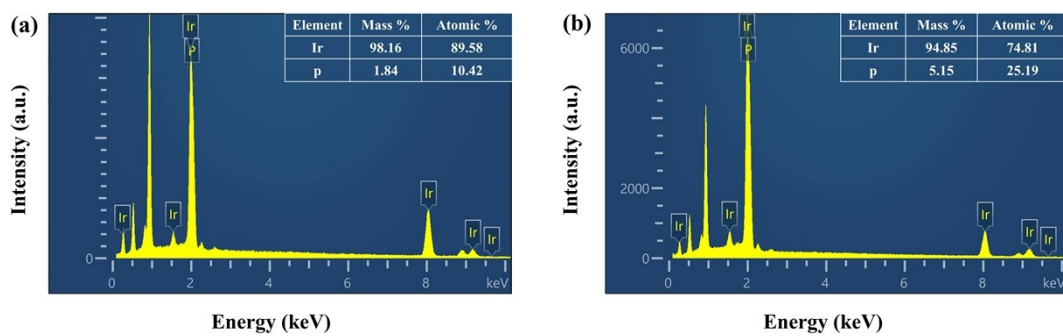 (a)
Element Mass % Atomic %
Ir 98.16 89.58
p 1.84 10.42
Ir
P
Ir
Ir
Ir
Ir
Ir
0
0 2 4 6 8 keV
Intensity (a.u.)
Energy (keV)
(b)
Element Mass % Atomic %
Ir 94.85 74.81
p 5.15 25.19
Ir
P
Ir
Ir
Ir
Ir
Ir
6000
2000
0
0 2 4 6 8 keV
Intensity (a.u.)
Energy (keV)